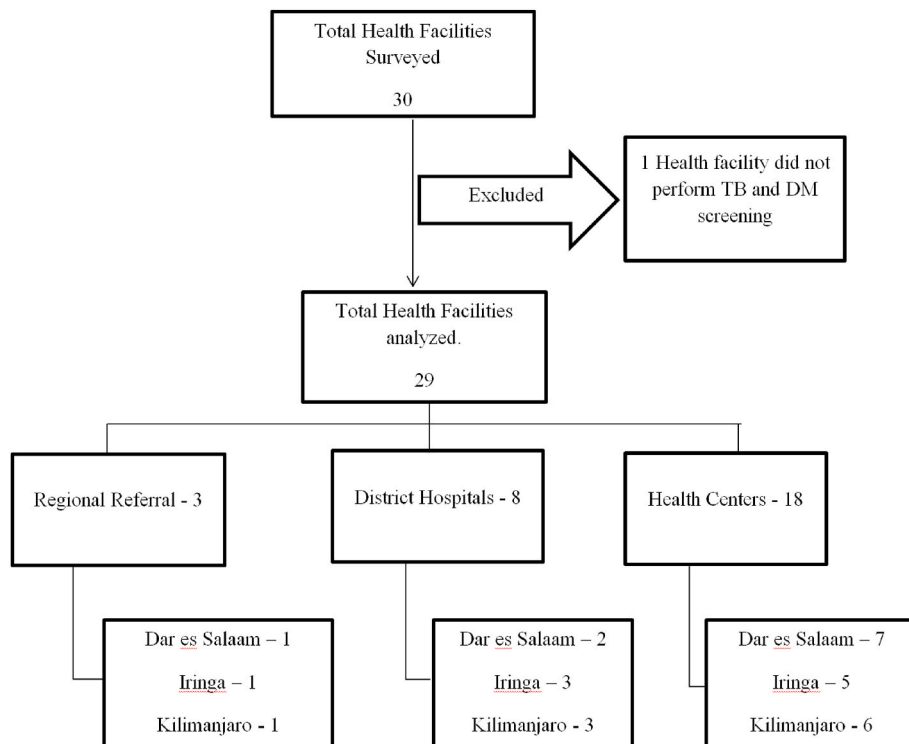 Total Health Facilities
Surveyed
30
Excluded
1 Health facility did not
perform TB and DM
screening
Total Health Facilities
analyzed.
29
Regional Referral - 3
District Hospitals - 8
Health Centers - 18
Dar es Salaam – 1
Iringa – 1
Kilimanjaro - 1
Dar es Salaam – 2
Iringa – 3
Kilimanjaro - 3
Dar es Salaam – 7
Iringa – 5
Kilimanjaro - 6